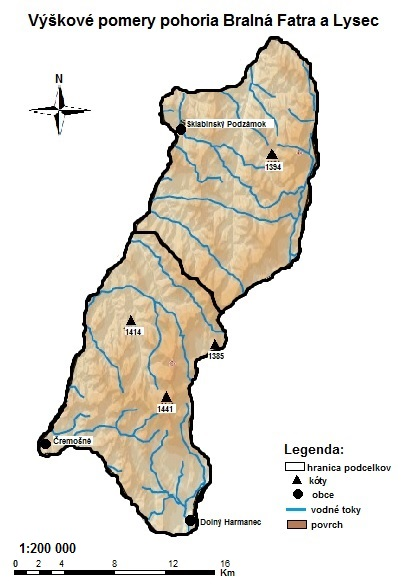 Výškové pomery pohoria Bralná Fatra a Lysec
N
Sklabinský Podzámok
1394
1414
1385
1441
Čremošné
Dolný Harmanec
Legenda:
hranica podcelkov
kóty
obce
vodné toky
povrch
1:200 000
0 2 4 8 12 16
Km